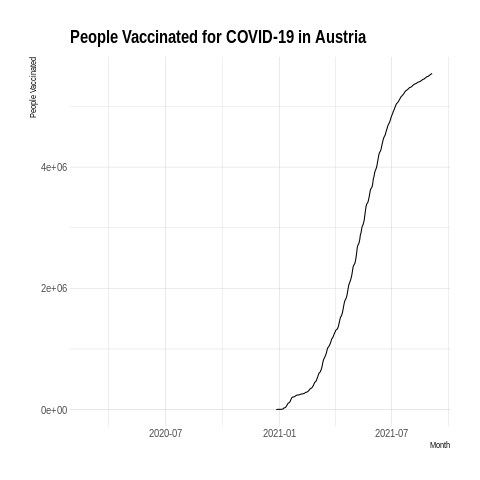 People Vaccinated for COVID-19 in Austria
People Vaccinated
4e+06
2e+06
0e+00
2020-07
2021-01
2021-07
Month